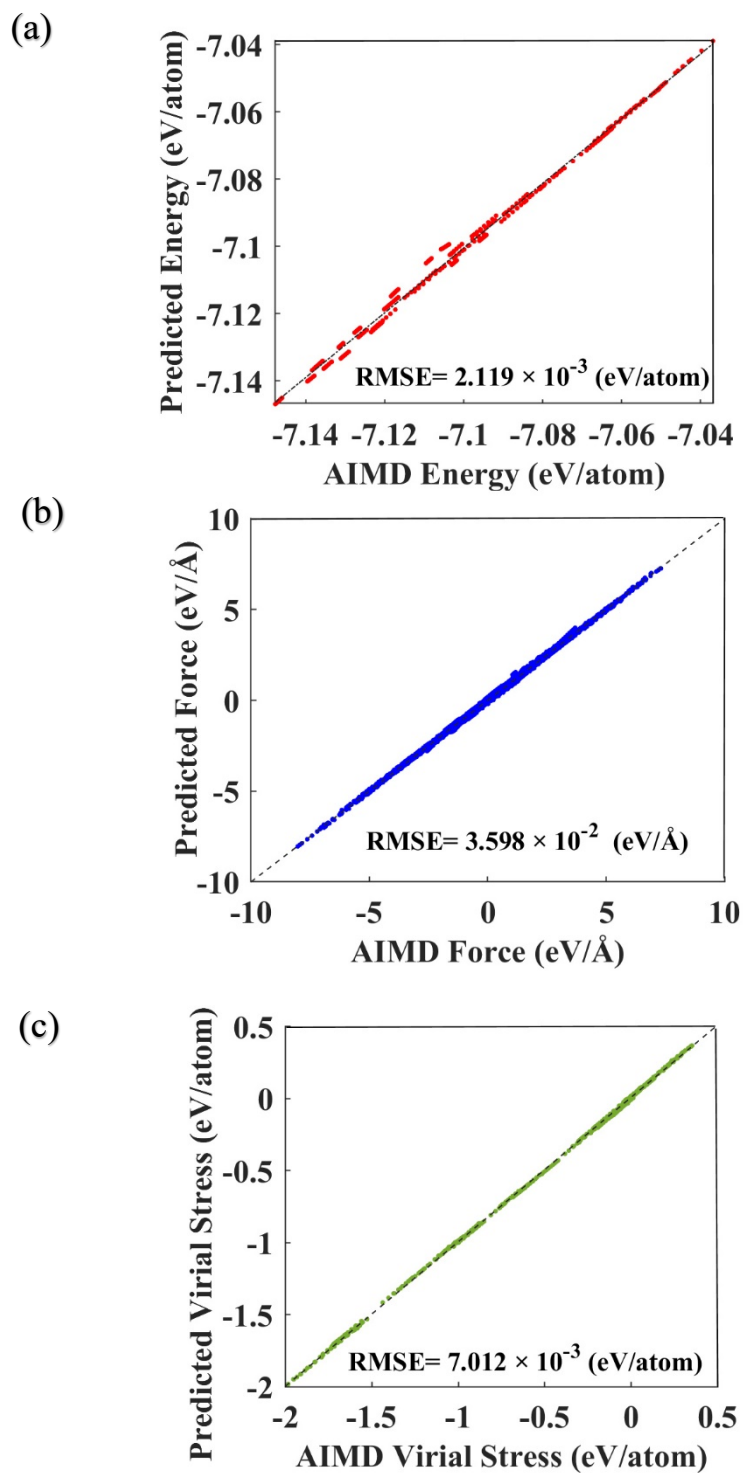 (a)
Predicted Energy (eV/atom)
-7.04
-7.06
-7.08
-7.1
-7.12
-7.14
RMSE= 2.119 × 10-3 (eV/atom)
-7.14 -7.12 -7.1 -7.08 -7.06 -7.04
AIMD Energy (eV/atom)
(b)
Predicted Force (eV/Å)
10
5
0
-5
-10
RMSE= 3.598 × 10-2 (eV/Å)
-10 -5 0 5 10
AIMD Force (eV/Å)
(c)
Predicted Virial Stress (eV/atom)
0.5
0
-0.5
-1
-1.5
-2
RMSE= 7.012 × 10-3 (eV/atom)
-2 -1.5 -1 -0.5 0 0.5
AIMD Virial Stress (eV/atom)